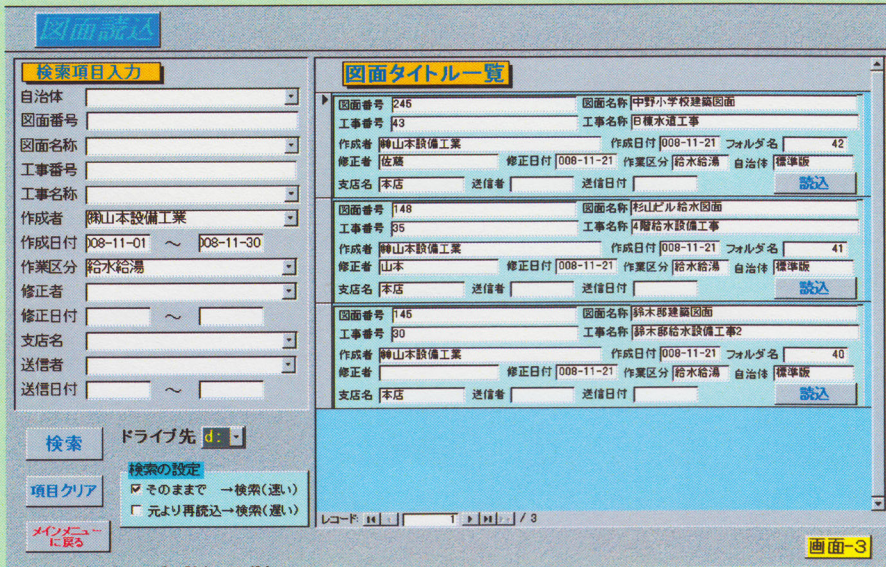 図面読込
検索項目入力
自治体
図面番号
図面名称
工事番号
工事名称
作成者 ㈱山本設備工業
作成日付 008-11-01 ～ 008-11-30
作業区分 給水給湯
修正者
修正日付 ～
支店名
送信者
送信日付 ～
検索 ドライブ先 d:
項目クリア
検索の設定
そのままで →検索(速い)
元より再読込→検索(遅い)
メインメニューに戻る
図面タイトル一覧
図面番号 245 図面名称 中野小学校建築図面
工事番号 43 工事名称 B棟水道工事
作成者 ㈱山本設備工業 作成日付 008-11-21 フォルダ名 42
修正者 佐藤 修正日付 008-11-21 作業区分 給水給湯 自治体 標準版
支店名 本店 送信者 送信日付 読込
図面番号 148 図面名称 杉山ビル給水図面
工事番号 35 工事名称 4階給水設備工事
作成者 ㈱山本設備工業 作成日付 008-11-21 フォルダ名 41
修正者 山本 修正日付 008-11-21 作業区分 給水給湯 自治体 標準版
支店名 本店 送信者 送信日付 読込
図面番号 145 図面名称 鈴木邸建築図面
工事番号 30 工事名称 鈴木邸給水設備工事2
作成者 ㈱山本設備工業 作成日付 008-11-21 フォルダ名 40
修正者 修正日付 008-11-21 作業区分 給水給湯 自治体 標準版
支店名 本店 送信者 送信日付 読込
レコード: 1 / 3
画面-3